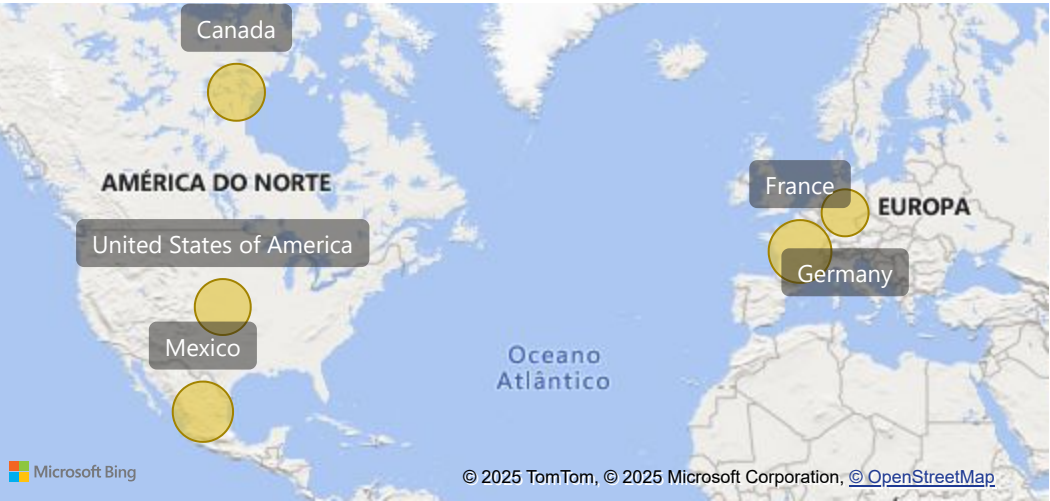 Canada
AMÉRICA DO NORTE
France
EUROPA
United States of America
Germany
Mexico
Oceano
Atlântico
Microsoft Bing
© 2025 TomTom, © 2025 Microsoft Corporation, © OpenStreetMap